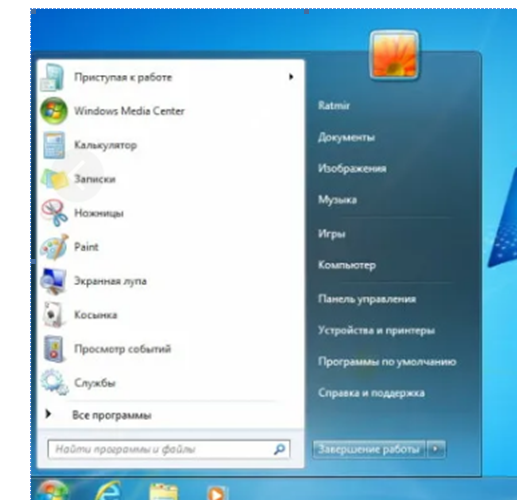 Приступая к работе
Windows Media Center
Калькулятор
Записки
Ножницы
Paint
Экранная лупа
Косынка
Просмотр событий
Службы
Все программы
Найти программы и файлы
Ratmir
Документы
Изображения
Музыка
Игры
Компьютер
Панель управления
Устройства и принтеры
Программы по умолчанию
Справка и поддержка
Завершение работы